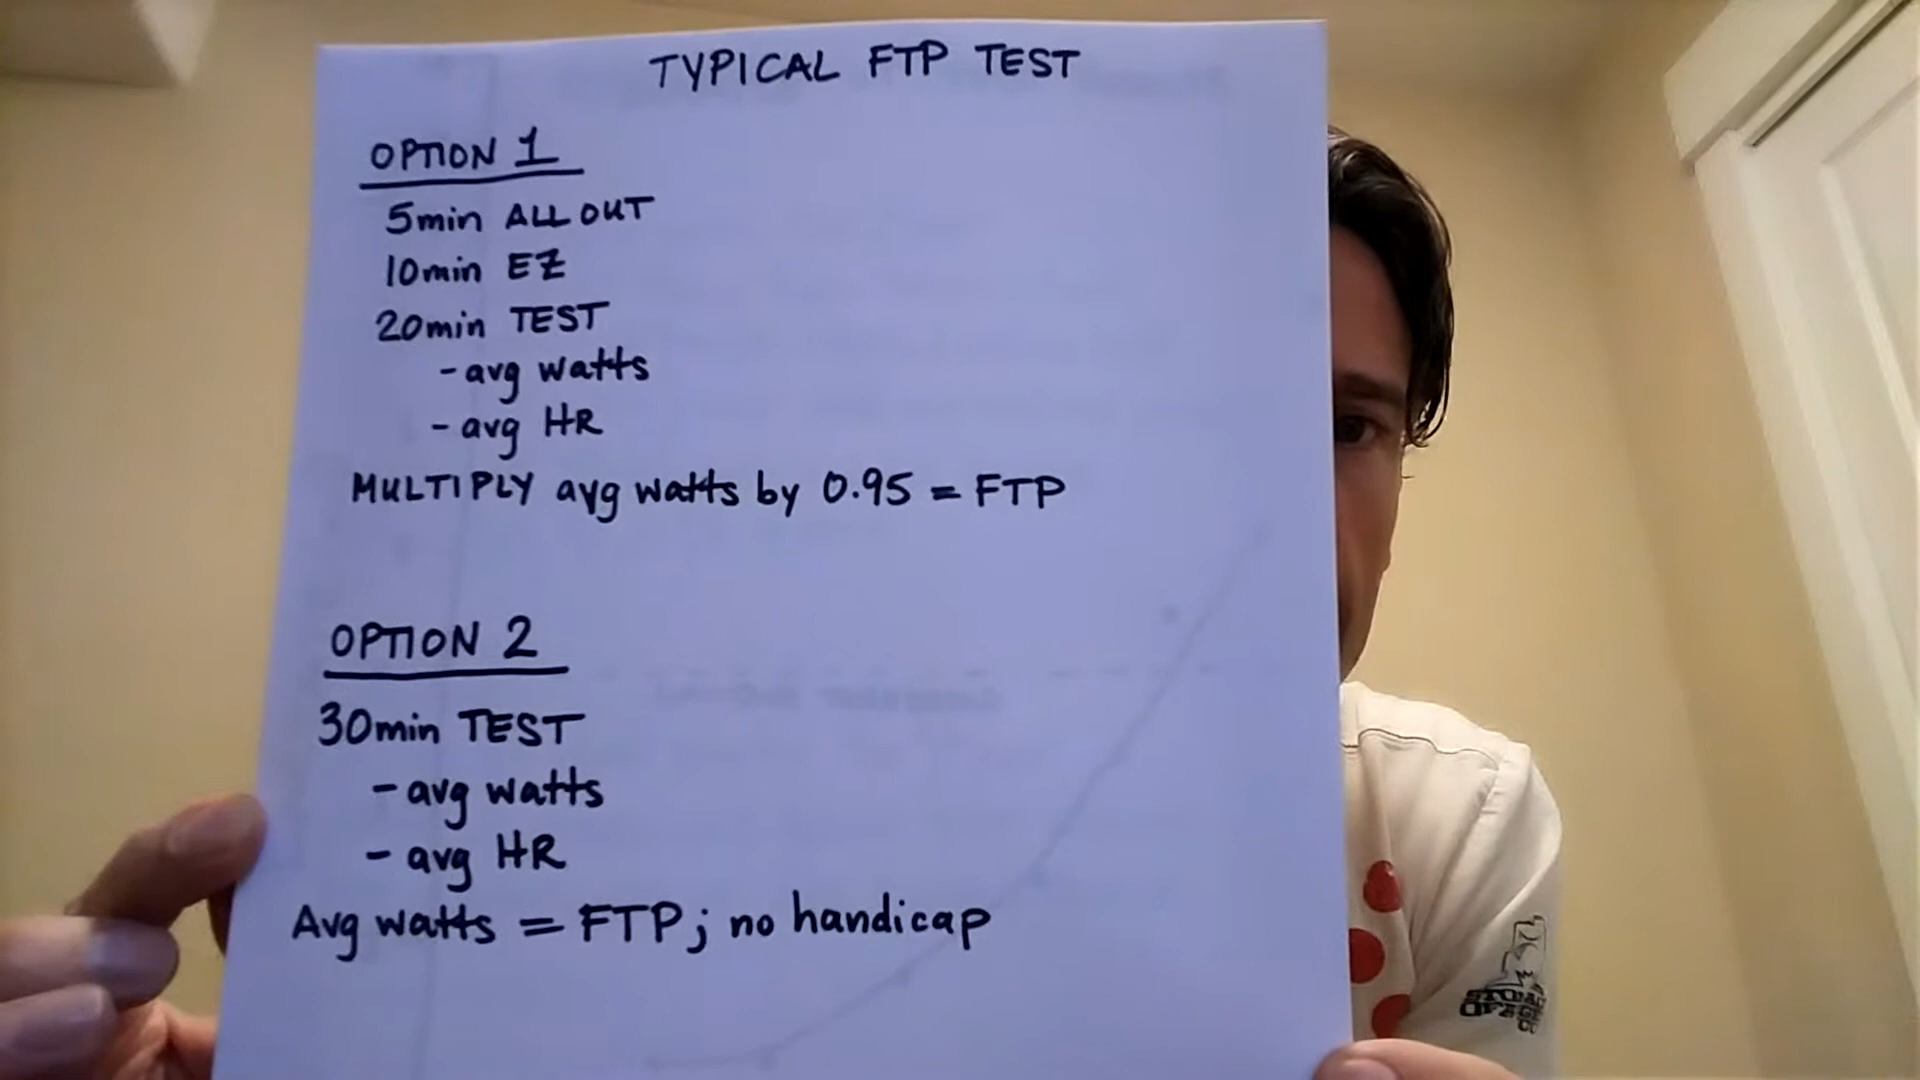 TYPICAL FTP TEST
OPTION 1
5min ALL OUT
10min EZ
20min TEST
- avg watts
- avg HR
MULTIPLY avg watts by 0.95 = FTP
OPTION 2
30min TEST
- avg watts
- avg HR
Avg watts = FTP; no handicap